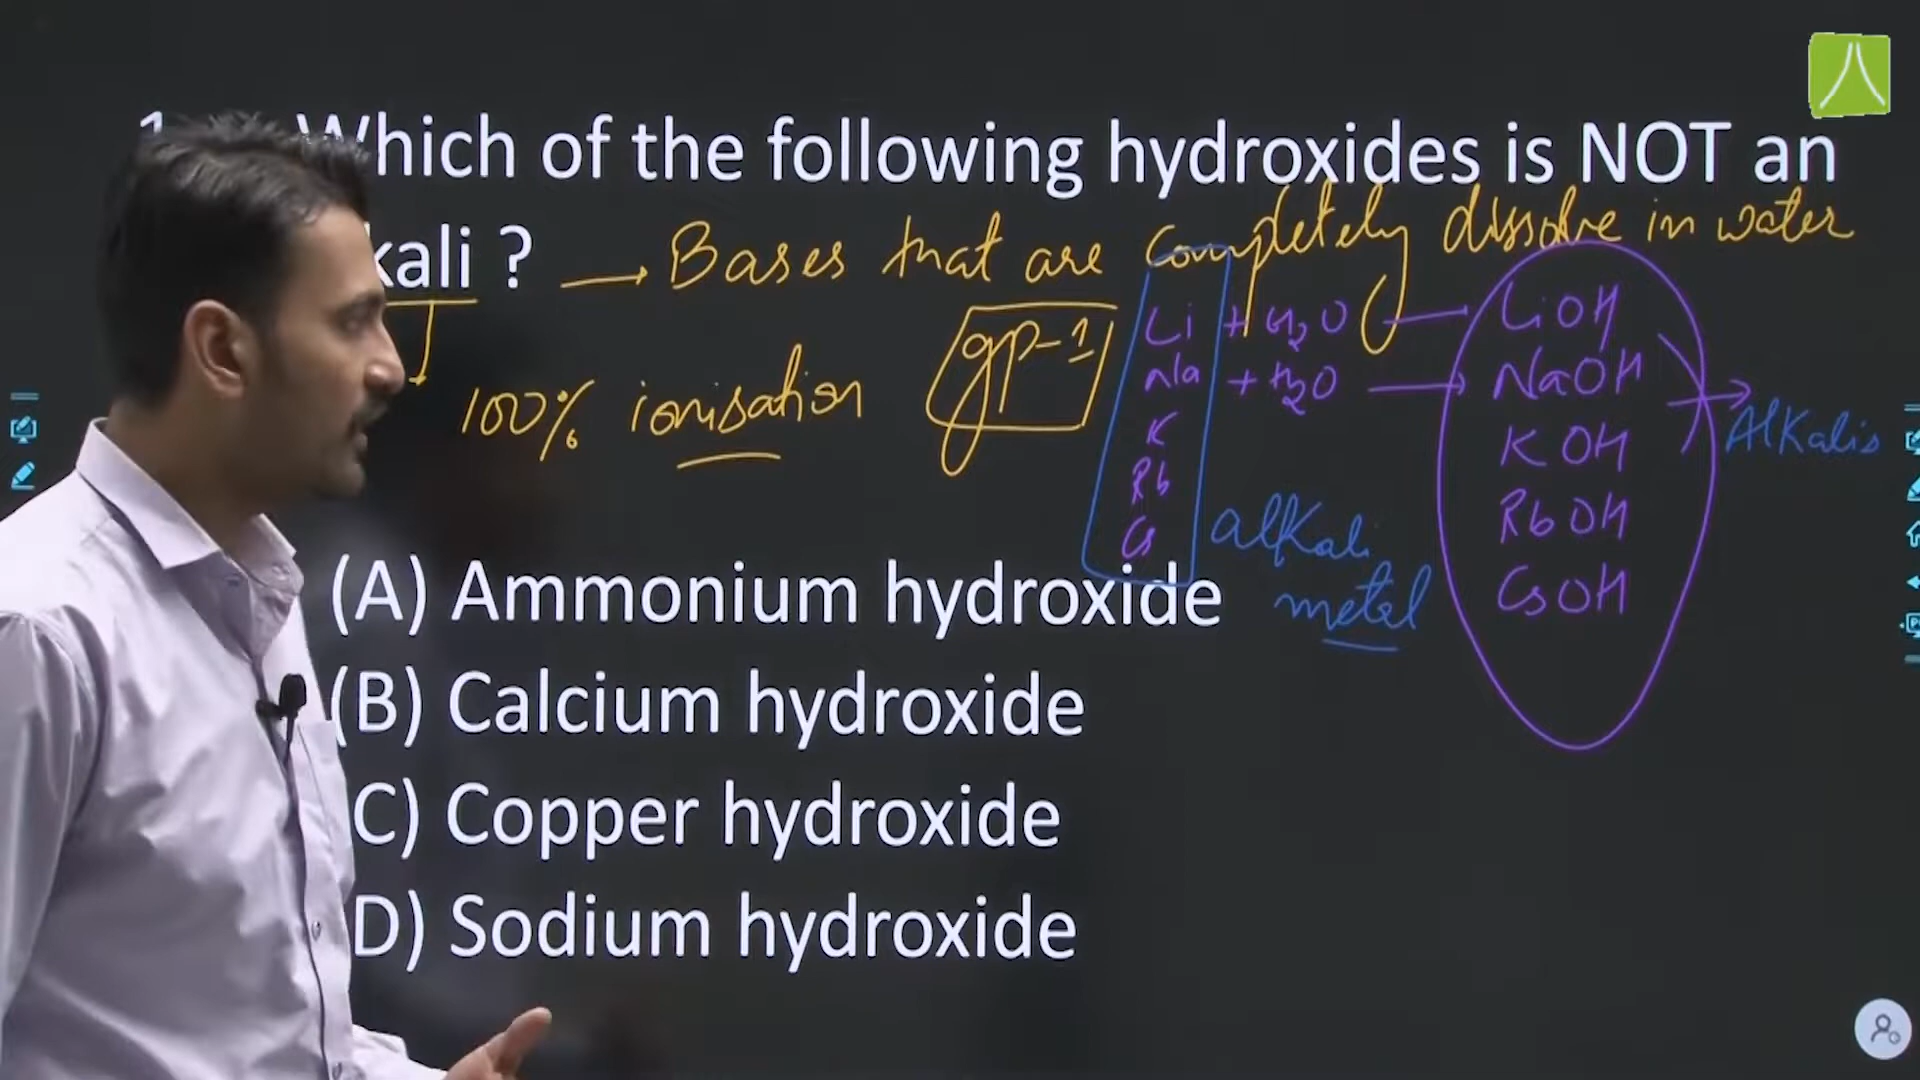 1. Which of the following hydroxides is NOT an
kali ?
→ Bases that are completely dissolve in water
100% ionisation
gp-1
Li + H₂O → LiOH
Na + H₂O → NaOH
K
Rb
Cs
KOH
RbOH
CsOH
Alkalis
alkali
metel
(A) Ammonium hydroxide
(B) Calcium hydroxide
C) Copper hydroxide
D) Sodium hydroxide